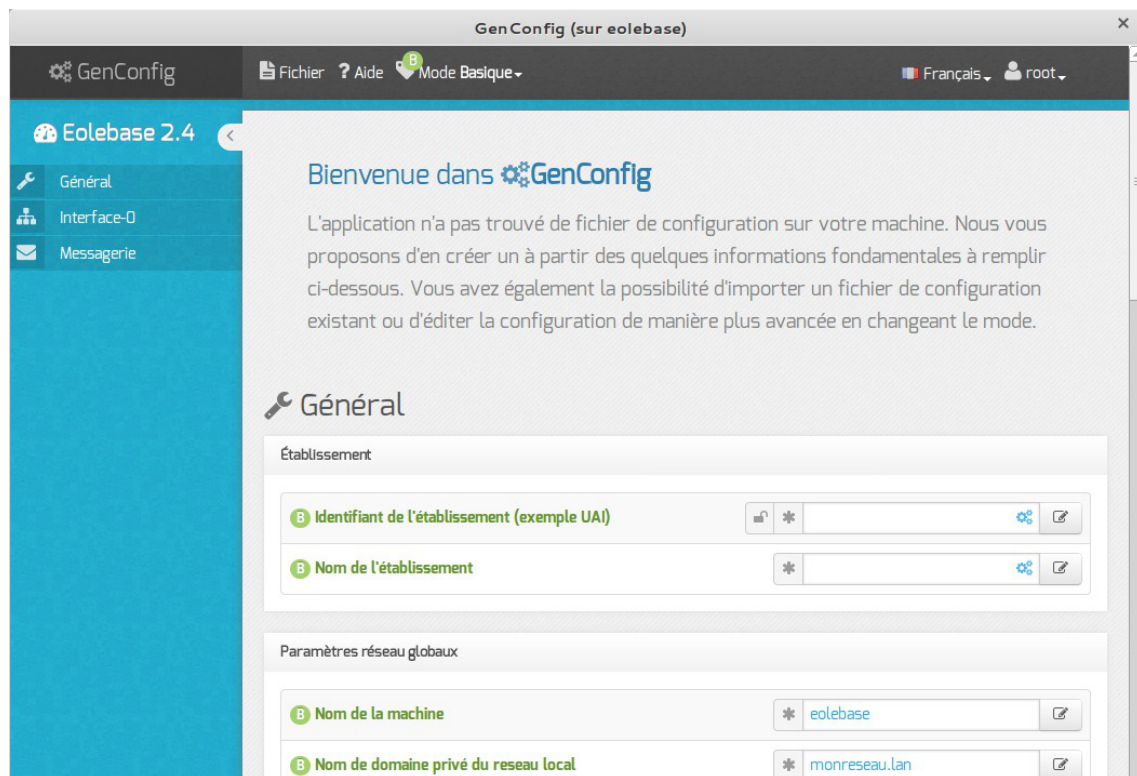 GenConfig (sur eolebase)
GenConfig
Fichier ? Aide B Mode Basique
Français root
Eolebase 2.4
Général
Interface-0
Messagerie
Bienvenue dans GenConfig
L'application n'a pas trouvé de fichier de configuration sur votre machine. Nous vous
proposons d'en créer un à partir des quelques informations fondamentales à remplir
ci-dessous. Vous avez également la possibilité d'importer un fichier de configuration
existant ou d'éditer la configuration de manière plus avancée en changeant le mode.
Général
Établissement
B Identifiant de l'établissement (exemple UAI)
B Nom de l'établissement
Paramètres réseau globaux
B Nom de la machine
eolebase
B Nom de domaine privé du reseau local
monreseau.lan